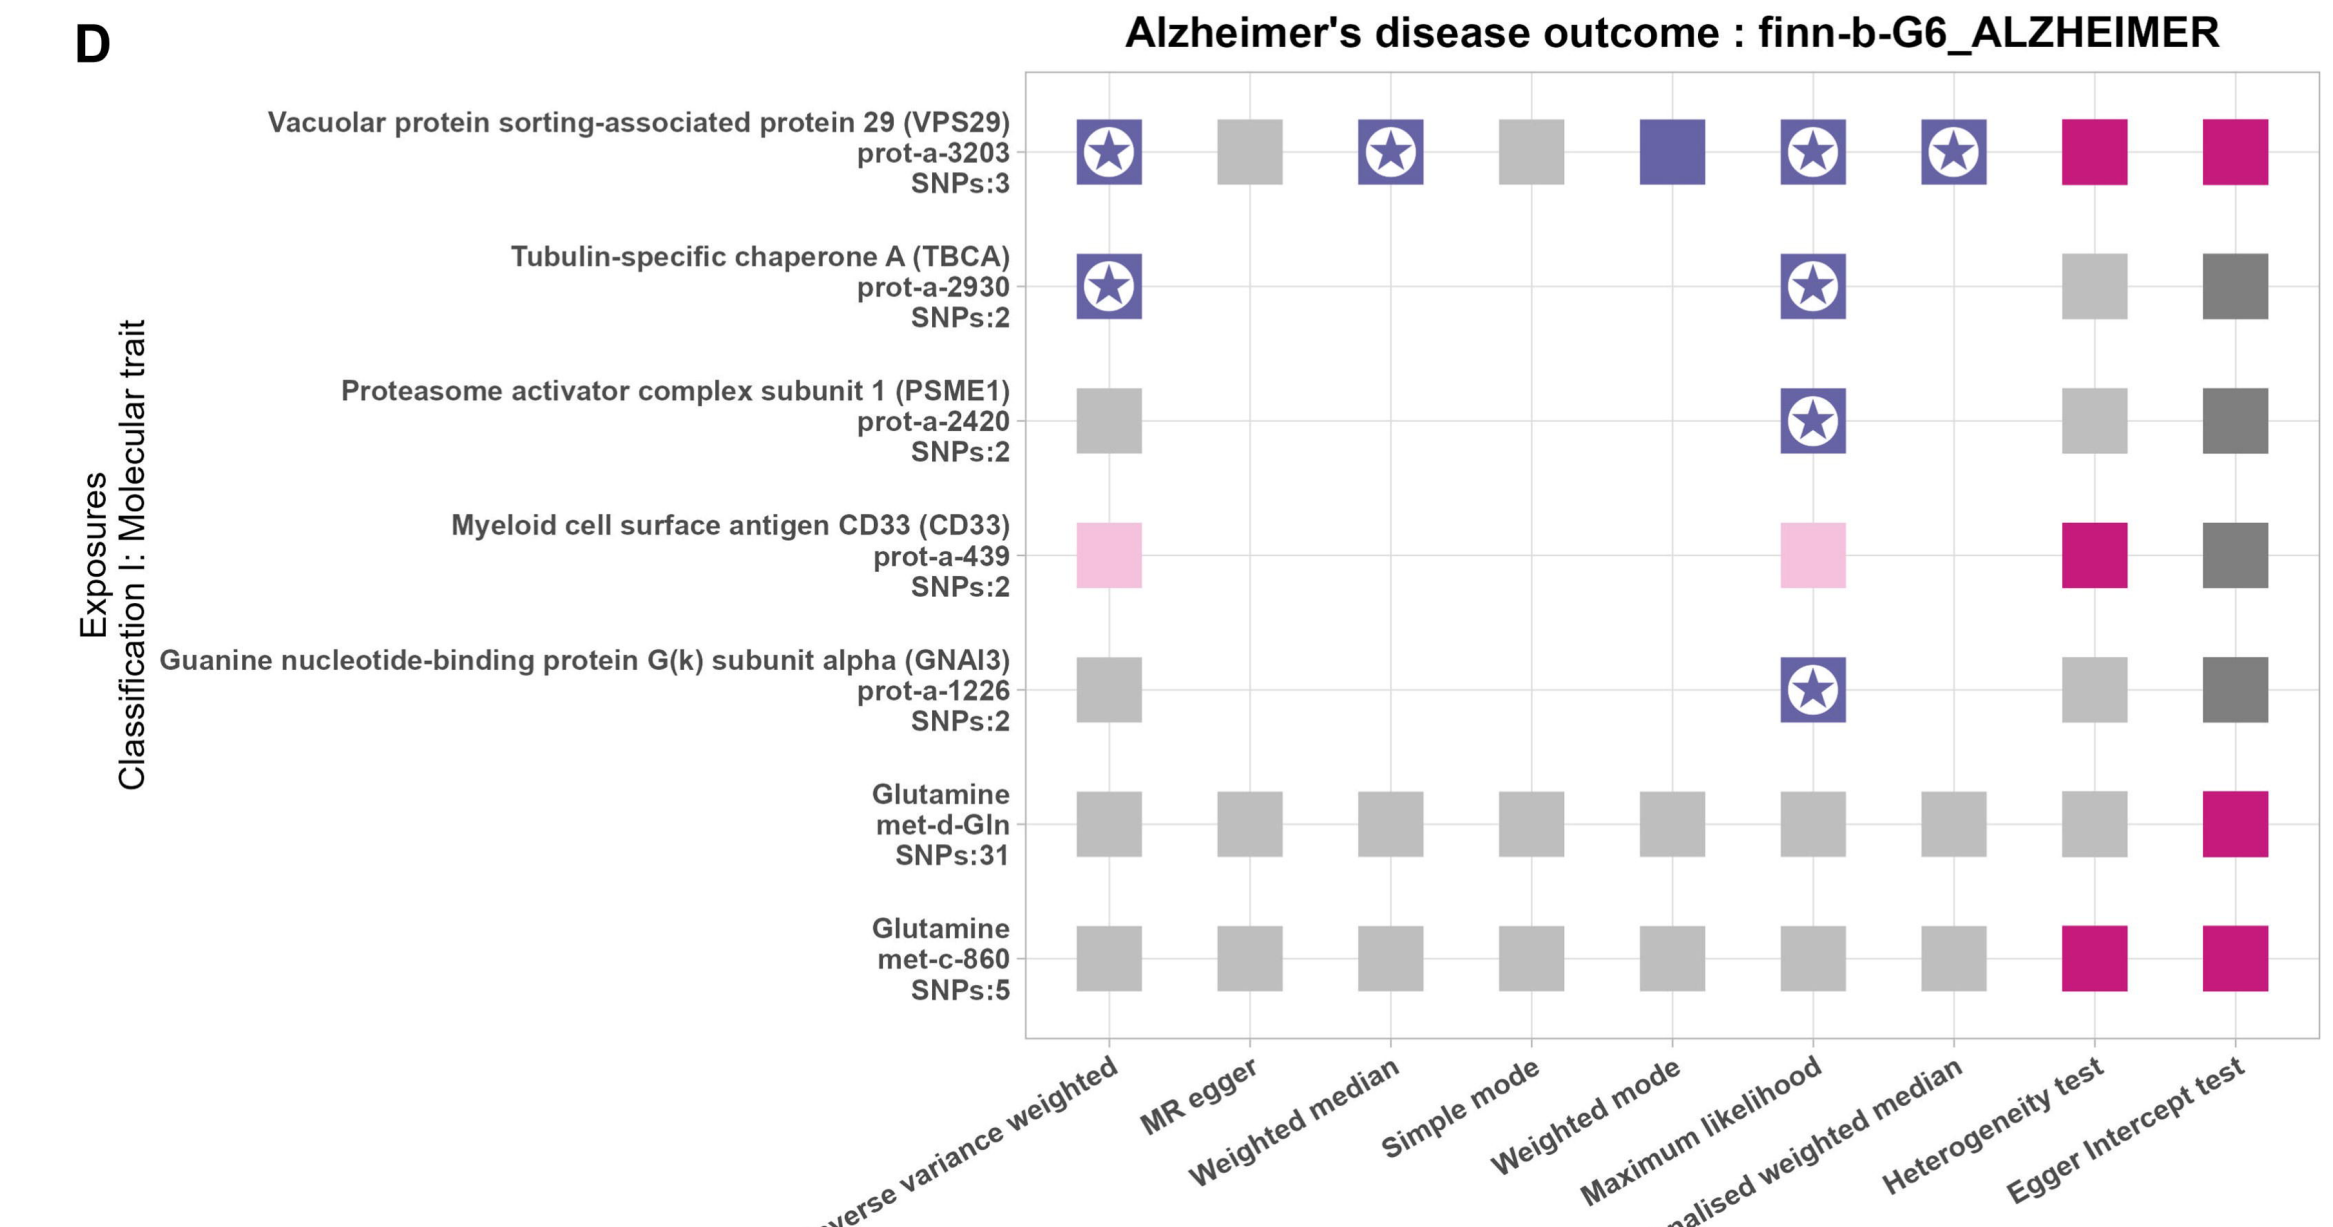 D
Alzheimer's disease outcome : finn-b-G6_ALZHEIMER
Exposures
Classification I: Molecular trait
Vacuolar protein sorting-associated protein 29 (VPS29)
prot-a-3203
SNPs:3
Tubulin-specific chaperone A (TBCA)
prot-a-2930
SNPs:2
Proteasome activator complex subunit 1 (PSME1)
prot-a-2420
SNPs:2
Myeloid cell surface antigen CD33 (CD33)
prot-a-439
SNPs:2
Guanine nucleotide-binding protein G(k) subunit alpha (GNAI3)
prot-a-1226
SNPs:2
Glutamine
met-d-Gln
SNPs:31
Glutamine
met-c-860
SNPs:5
variance weighted
MR egger
Weighted median
Simple mode
Weighted mode
Maximum likelihood
weighted median
Heterogeneity test
Egger Intercept test